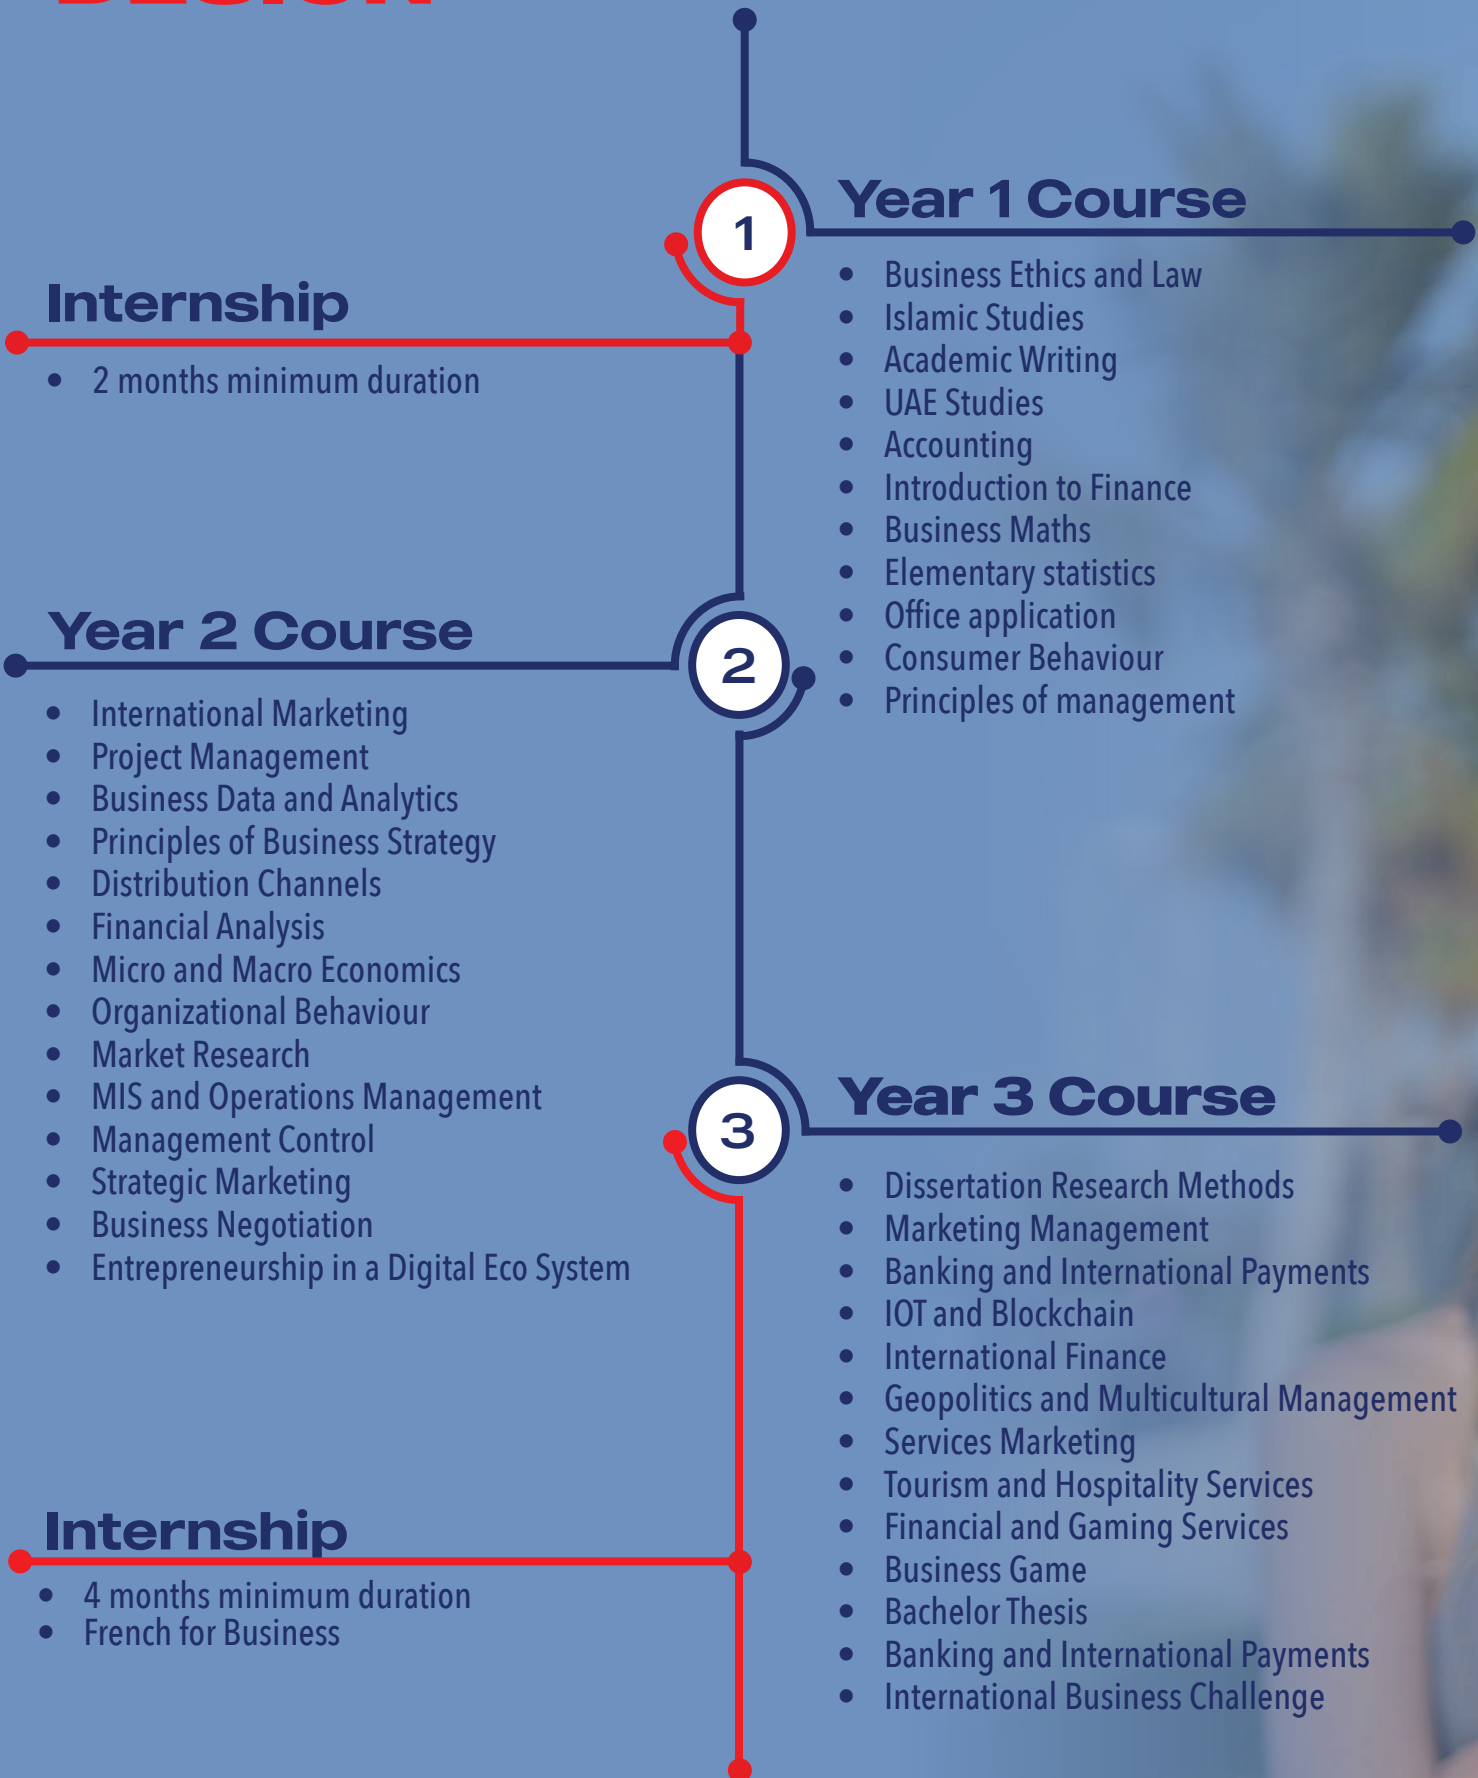 DESIGN
1
Year 1 Course
Business Ethics and Law
Islamic Studies
Academic Writing
UAE Studies
Accounting
Introduction to Finance
Business Maths
Elementary statistics
Office application
Consumer Behaviour
Principles of management
Internship
2 months minimum duration
2
Year 2 Course
International Marketing
Project Management
Business Data and Analytics
Principles of Business Strategy
Distribution Channels
Financial Analysis
Micro and Macro Economics
Organizational Behaviour
Market Research
MIS and Operations Management
Management Control
Strategic Marketing
Business Negotiation
Entrepreneurship in a Digital Eco System
3
Year 3 Course
Dissertation Research Methods
Marketing Management
Banking and International Payments
IOT and Blockchain
International Finance
Geopolitics and Multicultural Management
Services Marketing
Tourism and Hospitality Services
Financial and Gaming Services
Business Game
Bachelor Thesis
Banking and International Payments
International Business Challenge
Internship
4 months minimum duration
French for Business